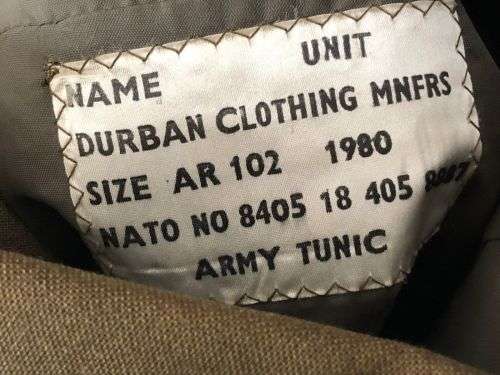 NAME UNIT
DURBAN CLOTHING MNFRS
SIZE AR 102 1980
NATO NO 8405 18 405
ARMY TUNIC